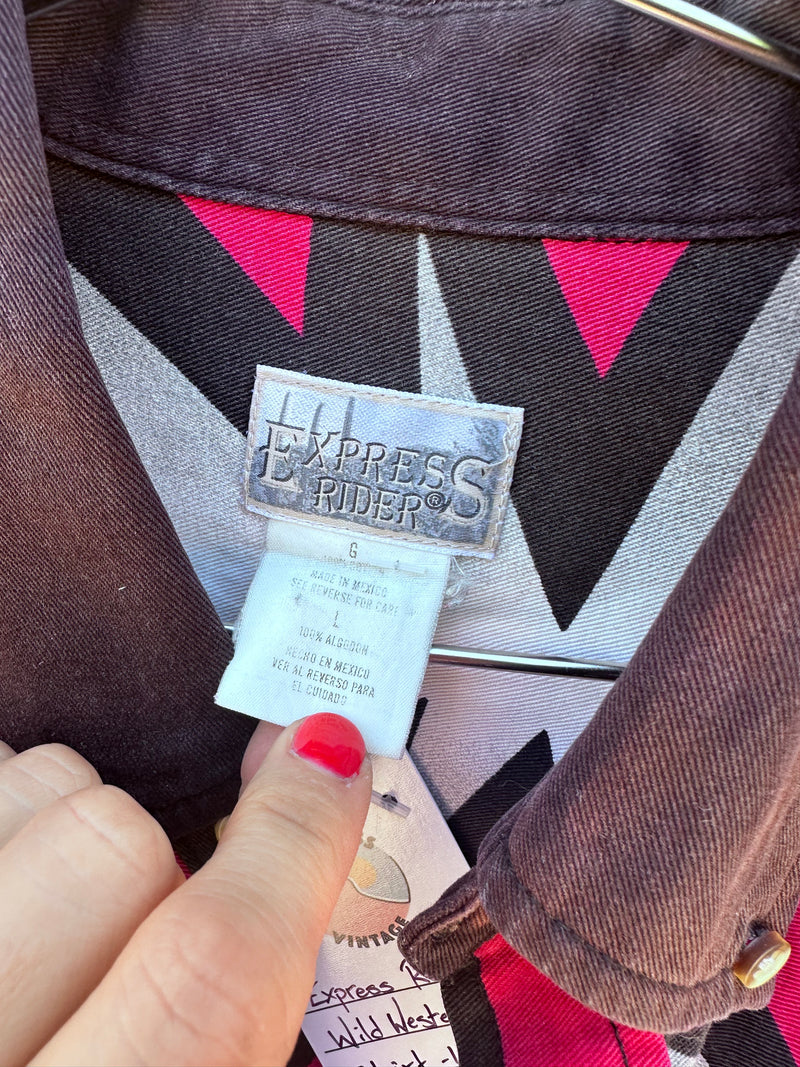 EXPRESS
RIDER®
G
MADE IN MEXICO
SEE REVERSE FOR CARE
L
100% ALGODON
HECHO EN MEXICO
VER AL REVERSO PARA
EL CUIDADO
VINTAGE
Express
Wild Weste